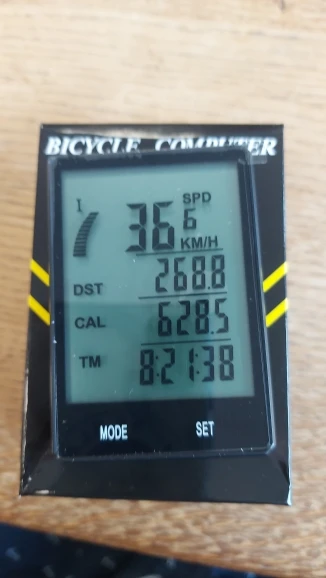 BICYCLE COMPUTER
SPD
36 6
KM/H
DST 268.8
CAL 628.5
TM 8:21:38
MODE SET